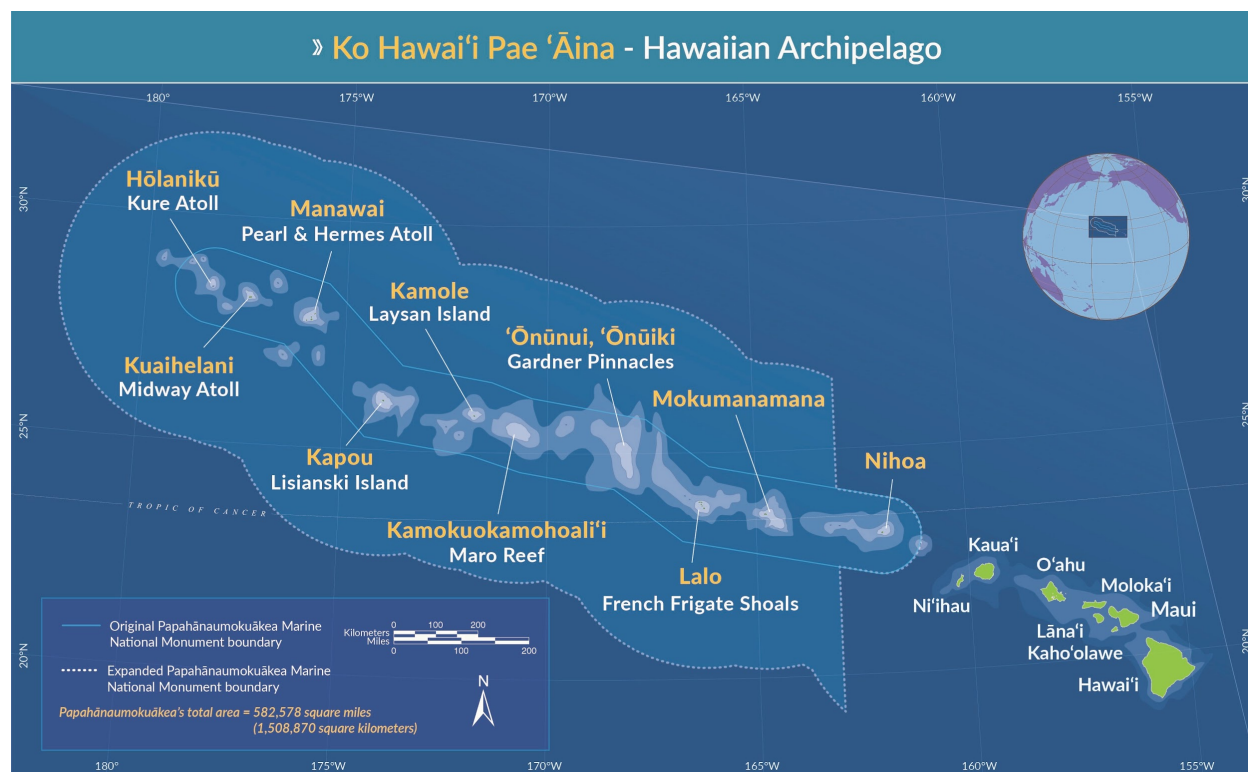 » Ko Hawaiʻi Pae ʻĀina - Hawaiian Archipelago
180°
175°W
170°W
165°W
160°W
155°W
30°N
30°N
Hōlanikū
Kure Atoll
Manawai
Pearl & Hermes Atoll
Kamole
Laysan Island
ʻŌnūnui, ʻŌnūiki
Gardner Pinnacles
Kuaihelani
Midway Atoll
Mokumanamana
25°N
25°N
Kapou
Lisianski Island
Nihoa
TROPIC OF CANCER
Kamokuokamohoaliʻi
Maro Reef
Lalo
French Frigate Shoals
Kauaʻi
Niʻihau
Oʻahu
Molokaʻi
Maui
Lānaʻi
Kahoʻolawe
Hawaiʻi
20°N
20°N
Original Papahānaumokuākea Marine
National Monument boundary
Expanded Papahānaumokuākea Marine
National Monument boundary
Papahānaumokuākea's total area = 582,578 square miles
(1,508,870 square kilometers)
0 100 200
Kilometers
Miles
0 100 200
N
180°
175°W
170°W
165°W
160°W
155°W